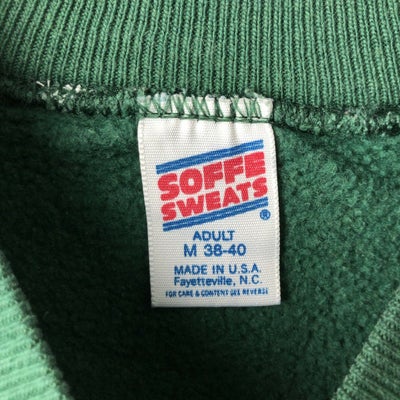 SOFFE
SWEATS
®
ADULT
M 38-40
MADE IN U.S.A.
Fayetteville, N.C.
FOR CARE & CONTENT SEE REVERSE